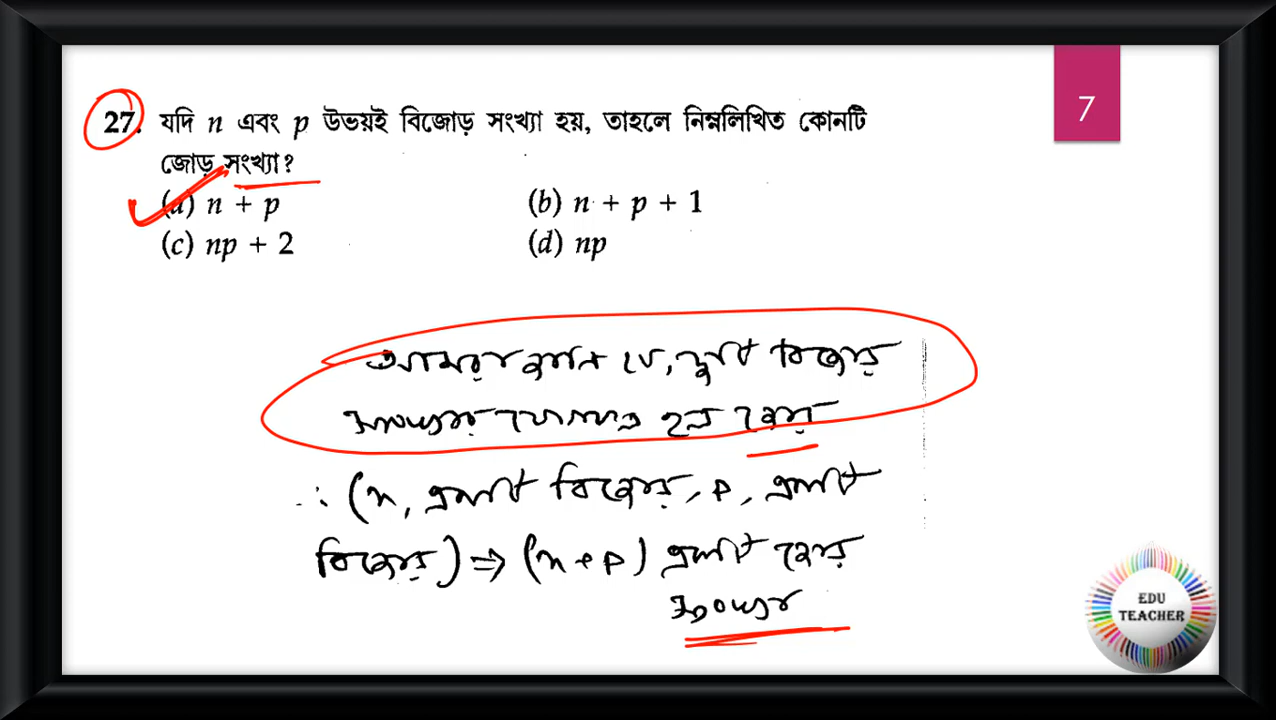 7
27. যদি n এবং p উভয়ই বিজোড় সংখ্যা হয়, তাহলে নিম্নলিখিত কোনটি
জোড় সংখ্যা?
(a) n + p
(b) n + p + 1
(c) np + 2
(d) np
আমরা জানি যে, দুটি বিজোর
সংখ্যার যোগফল হল জোর
∴ (n, একটি বিজোর, p, একটি
বিজোর) ⇒ (n + p) একটি জোর
সংখ্যা
EDU
TEACHER